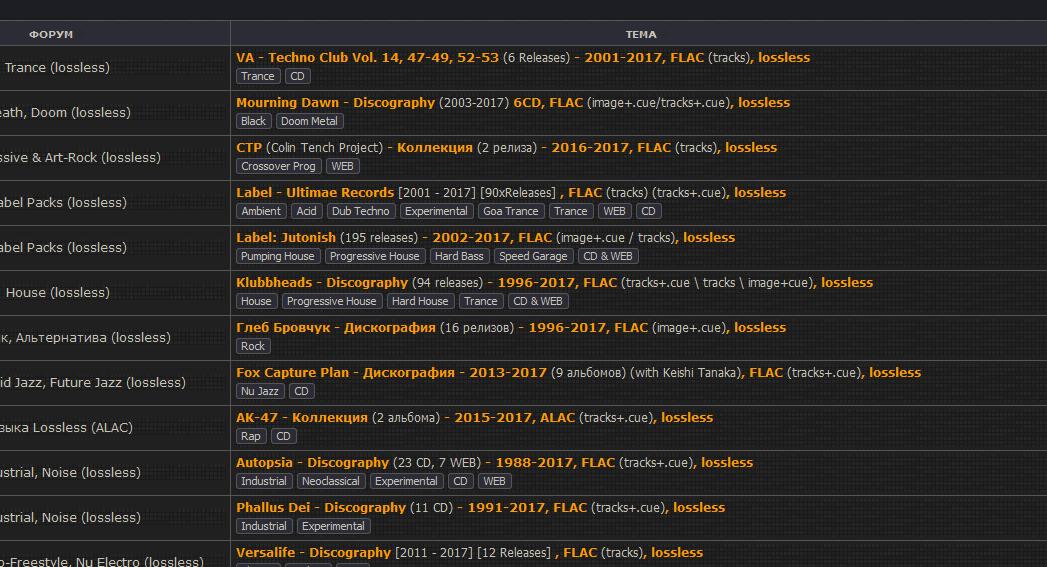 ФОРУМ ТЕМА
Trance (lossless) VA - Techno Club Vol. 14, 47-49, 52-53 (6 Releases) - 2001-2017, FLAC (tracks), lossless
Trance CD
eath, Doom (lossless) Mourning Dawn - Discography (2003-2017) 6CD, FLAC (image+.cue/tracks+.cue), lossless
Black Doom Metal
ssive & Art-Rock (lossless) CTP (Colin Tench Project) - Коллекция (2 релиза) - 2016-2017, FLAC (tracks), lossless
Crossover Prog WEB
abel Packs (lossless) Label - Ultimae Records [2001 - 2017] [90xReleases] , FLAC (tracks) (tracks+.cue), lossless
Ambient Acid Dub Techno Experimental Goa Trance Trance WEB CD
abel Packs (lossless) Label: Jutonish (195 releases) - 2002-2017, FLAC (image+.cue / tracks), lossless
Pumping House Progressive House Hard Bass Speed Garage CD & WEB
House (lossless) Klubbheads - Discography (94 releases) - 1996-2017, FLAC (tracks+.cue \ tracks \ image+cue), lossless
House Progressive House Hard House Trance CD & WEB
к, Альтернатива (lossless) Глеб Бровчук - Дискография (16 релизов) - 1996-2017, FLAC (image+.cue), lossless
Rock
id Jazz, Future Jazz (lossless) Fox Capture Plan - Дискография - 2013-2017 (9 альбомов) (with Keishi Tanaka), FLAC (tracks+.cue), lossless
Nu Jazz CD
зыка Lossless (ALAC) АК-47 - Коллекция (2 альбома) - 2015-2017, ALAC (tracks+.cue), lossless
Rap CD
ustrial, Noise (lossless) Autopsia - Discography (23 CD, 7 WEB) - 1988-2017, FLAC (tracks+.cue), lossless
Industrial Neoclassical Experimental CD WEB
ustrial, Noise (lossless) Phallus Dei - Discography (11 CD) - 1991-2017, FLAC (tracks+.cue), lossless
Industrial Experimental
o-Freestyle, Nu Electro (lossless) Versalife - Discography [2011 - 2017] [12 Releases] , FLAC (tracks), lossless